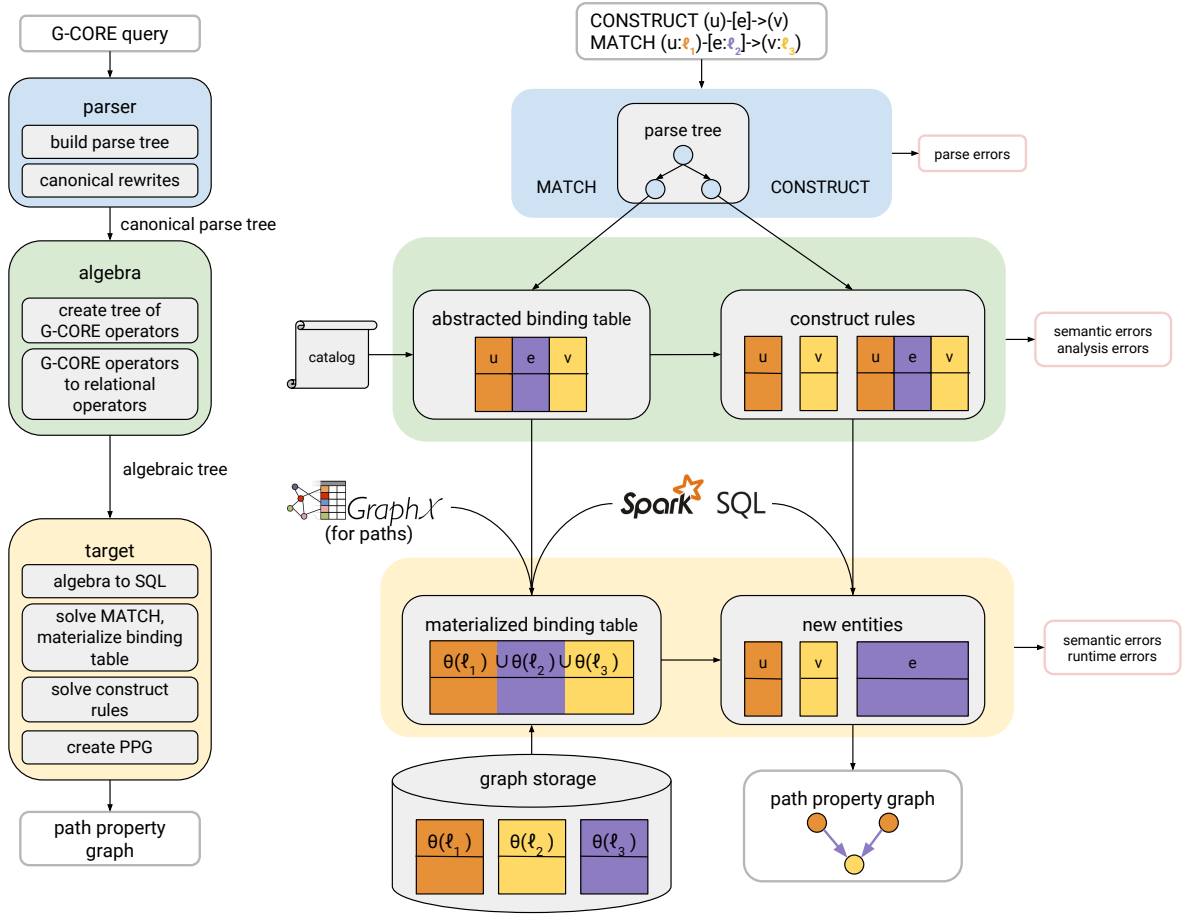 G-CORE query
parser
build parse tree
canonical rewrites
canonical parse tree
algebra
create tree of
G-CORE operators
G-CORE operators
to relational
operators
algebraic tree
target
algebra to SQL
solve MATCH,
materialize binding
table
solve construct
rules
create PPG
path property
graph
CONSTRUCT (u)-[e]->(v)
MATCH (u:ℓ₁)-[e:ℓ₂]->(v:ℓ₃)
parse tree
MATCH
CONSTRUCT
parse errors
catalog
abstracted binding table
u e v
construct rules
u v u e v
semantic errors
analysis errors
GraphX
(for paths)
Spark SQL
materialized binding table
θ(ℓ₁) ∪ θ(ℓ₂) ∪ θ(ℓ₃)
new entities
u v e
semantic errors
runtime errors
graph storage
θ(ℓ₁) θ(ℓ₂) θ(ℓ₃)
path property graph